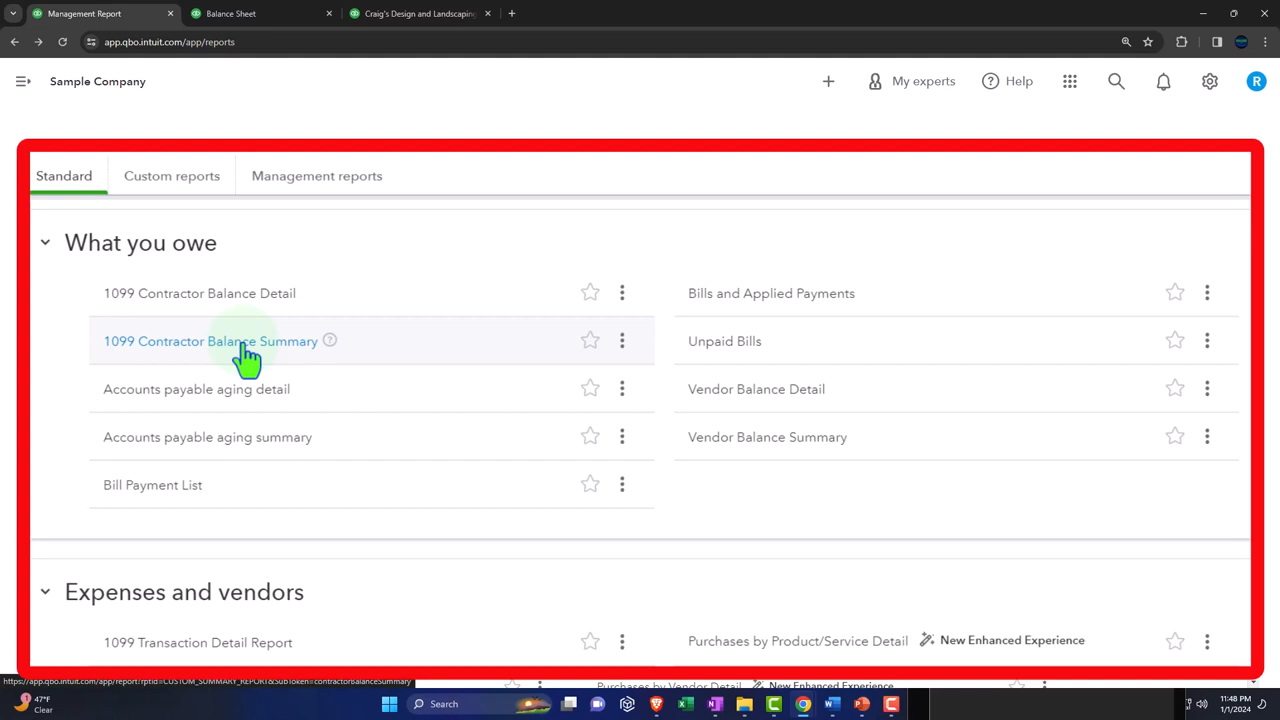 Management Report
Balance Sheet
Craig's Design and Landscaping
app.qbo.intuit.com/app/reports
Sample Company
My experts
Help
R
Standard
Custom reports
Management reports
What you owe
1099 Contractor Balance Detail
Bills and Applied Payments
1099 Contractor Balance Summary
Unpaid Bills
Accounts payable aging detail
Vendor Balance Detail
Accounts payable aging summary
Vendor Balance Summary
Bill Payment List
Expenses and vendors
1099 Transaction Detail Report
Purchases by Product/Service Detail New Enhanced Experience
https://app.qbo.intuit.com/app/report?rptid=CUSTOM_SUMMARY_REPORT&SubToken=contractorBalanceSummary
Purchases by Vendor Detail New Enhanced Experience
47°F
Clear
Search
11:48 PM